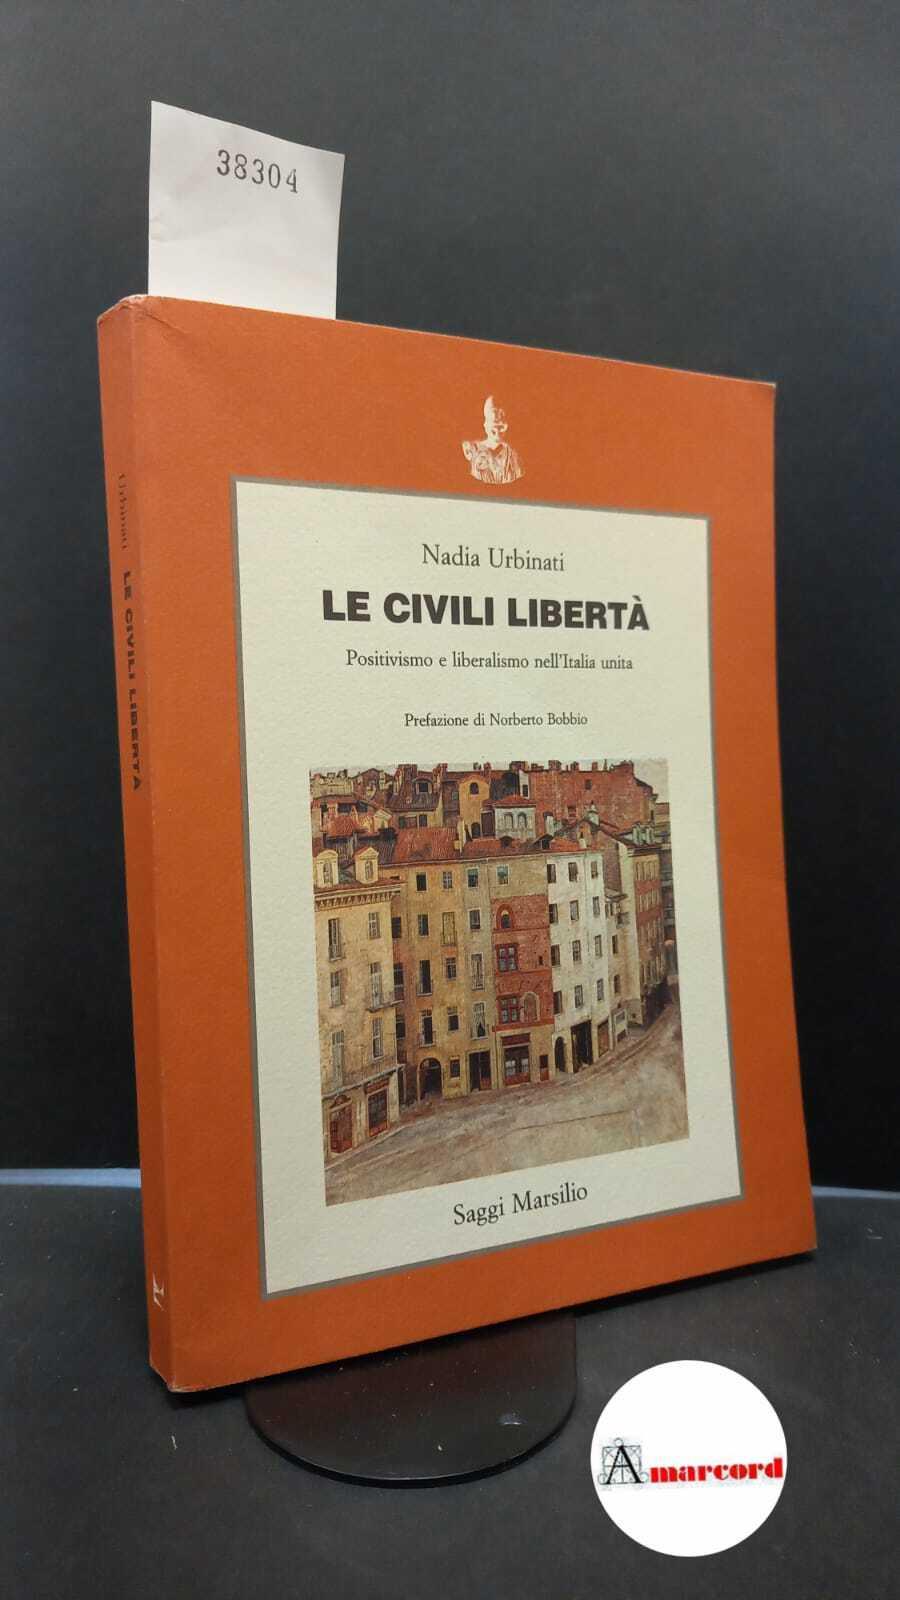 38304
Nadia Urbinati
LE CIVILI LIBERTÀ
Positivismo e liberalismo nell'Italia unita
Prefazione di Norberto Bobbio
Saggi Marsilio
Urbinati LE CIVILI LIBERTÀ
Amarcord